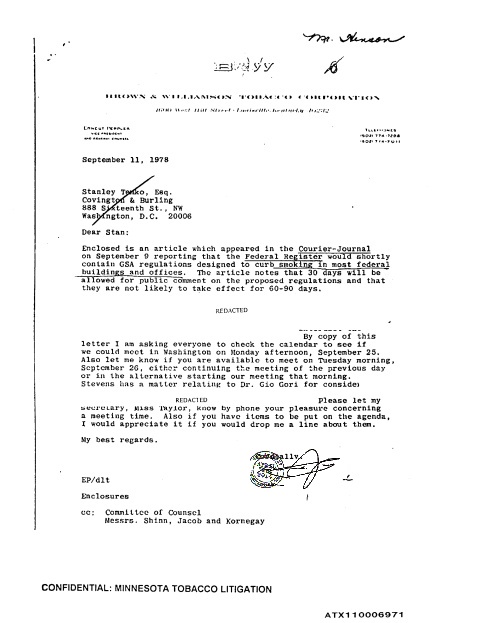 Mr. Henson
BROWN & WILLIAMSON TOBACCO CORPORATION
1600 West Hill Street · Louisville, Kentucky 40232
ERNEST PEPPLES
VICE PRESIDENT
AND GENERAL COUNSEL
TELEPHONES
September 11, 1978
Stanley Temko, Esq.
Covington & Burling
888 Sixteenth St., NW
Washington, D.C. 20006
Dear Stan:
Enclosed is an article which appeared in the Courier-Journal
on September 9 reporting that the Federal Register would shortly
contain GSA regulations designed to curb smoking in most federal
buildings and offices. The article notes that 30 days will be
allowed for public comment on the proposed regulations and that
they are not likely to take effect for 60-90 days.
REDACTED
By copy of this
letter I am asking everyone to check the calendar to see if
we could meet in Washington on Monday afternoon, September 25.
Also let me know if you are available to meet on Tuesday morning,
September 26, either continuing the meeting of the previous day
or in the alternative starting our meeting that morning.
Stevens has a matter relating to Dr. Gio Gori for consider
REDACTED Please let my
secretary, Miss Taylor, know by phone your pleasure concerning
a meeting time. Also if you have items to be put on the agenda,
I would appreciate it if you would drop me a line about them.
My best regards.
Cordially,
EP/dlt
Enclosures
cc: Committee of Counsel
Messrs. Shinn, Jacob and Kornegay
CONFIDENTIAL: MINNESOTA TOBACCO LITIGATION
ATX110006971